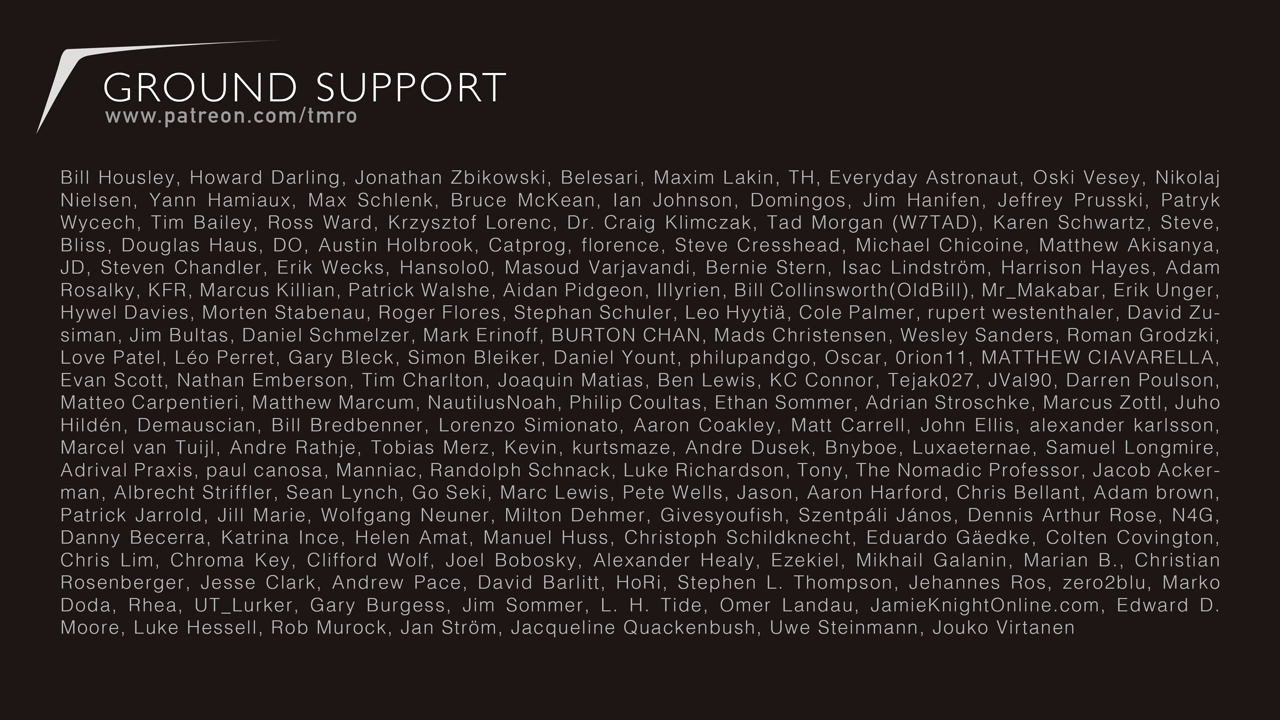 GROUND SUPPORT
www.patreon.com/tmro
Bill Housley, Howard Darling, Jonathan Zbikowski, Belesari, Maxim Lakin, TH, Everyday Astronaut, Oski Vesey, Nikolaj
Nielsen, Yann Hamiaux, Max Schlenk, Bruce McKean, Ian Johnson, Domingos, Jim Hanifen, Jeffrey Prusski, Patryk
Wycech, Tim Bailey, Ross Ward, Krzysztof Lorenc, Dr. Craig Klimczak, Tad Morgan (W7TAD), Karen Schwartz, Steve,
Bliss, Douglas Haus, DO, Austin Holbrook, Catprog, florence, Steve Cresshead, Michael Chicoine, Matthew Akisanya,
JD, Steven Chandler, Erik Wecks, Hansolo0, Masoud Varjavandi, Bernie Stern, Isac Lindström, Harrison Hayes, Adam
Rosalky, KFR, Marcus Killian, Patrick Walshe, Aidan Pidgeon, Illyrien, Bill Collinsworth(OldBill), Mr_Makabar, Erik Unger,
Hywel Davies, Morten Stabenau, Roger Flores, Stephan Schuler, Leo Hyytiä, Cole Palmer, rupert westenthaler, David Zu-
siman, Jim Bultas, Daniel Schmelzer, Mark Erinoff, BURTON CHAN, Mads Christensen, Wesley Sanders, Roman Grodzki,
Love Patel, Léo Perret, Gary Bleck, Simon Bleiker, Daniel Yount, philupandgo, Oscar, 0rion11, MATTHEW CIAVARELLA,
Evan Scott, Nathan Emberson, Tim Charlton, Joaquin Matias, Ben Lewis, KC Connor, Tejak027, JVal90, Darren Poulson,
Matteo Carpentieri, Matthew Marcum, NautilusNoah, Philip Coultas, Ethan Sommer, Adrian Stroschke, Marcus Zottl, Juho
Hildén, Demauscian, Bill Bredbenner, Lorenzo Simionato, Aaron Coakley, Matt Carrell, John Ellis, alexander karlsson,
Marcel van Tuijl, Andre Rathje, Tobias Merz, Kevin, kurtsmaze, Andre Dusek, Bnyboe, Luxaeternae, Samuel Longmire,
Adrival Praxis, paul canosa, Manniac, Randolph Schnack, Luke Richardson, Tony, The Nomadic Professor, Jacob Acker-
man, Albrecht Striffler, Sean Lynch, Go Seki, Marc Lewis, Pete Wells, Jason, Aaron Harford, Chris Bellant, Adam brown,
Patrick Jarrold, Jill Marie, Wolfgang Neuner, Milton Dehmer, Givesyoufish, Szentpáli János, Dennis Arthur Rose, N4G,
Danny Becerra, Katrina Ince, Helen Amat, Manuel Huss, Christoph Schildknecht, Eduardo Gäedke, Colten Covington,
Chris Lim, Chroma Key, Clifford Wolf, Joel Bobosky, Alexander Healy, Ezekiel, Mikhail Galanin, Marian B., Christian
Rosenberger, Jesse Clark, Andrew Pace, David Barlitt, HoRi, Stephen L. Thompson, Jehannes Ros, zero2blu, Marko
Doda, Rhea, UT_Lurker, Gary Burgess, Jim Sommer, L. H. Tide, Omer Landau, JamieKnightOnline.com, Edward D.
Moore, Luke Hessell, Rob Murock, Jan Ström, Jacqueline Quackenbush, Uwe Steinmann, Jouko Virtanen